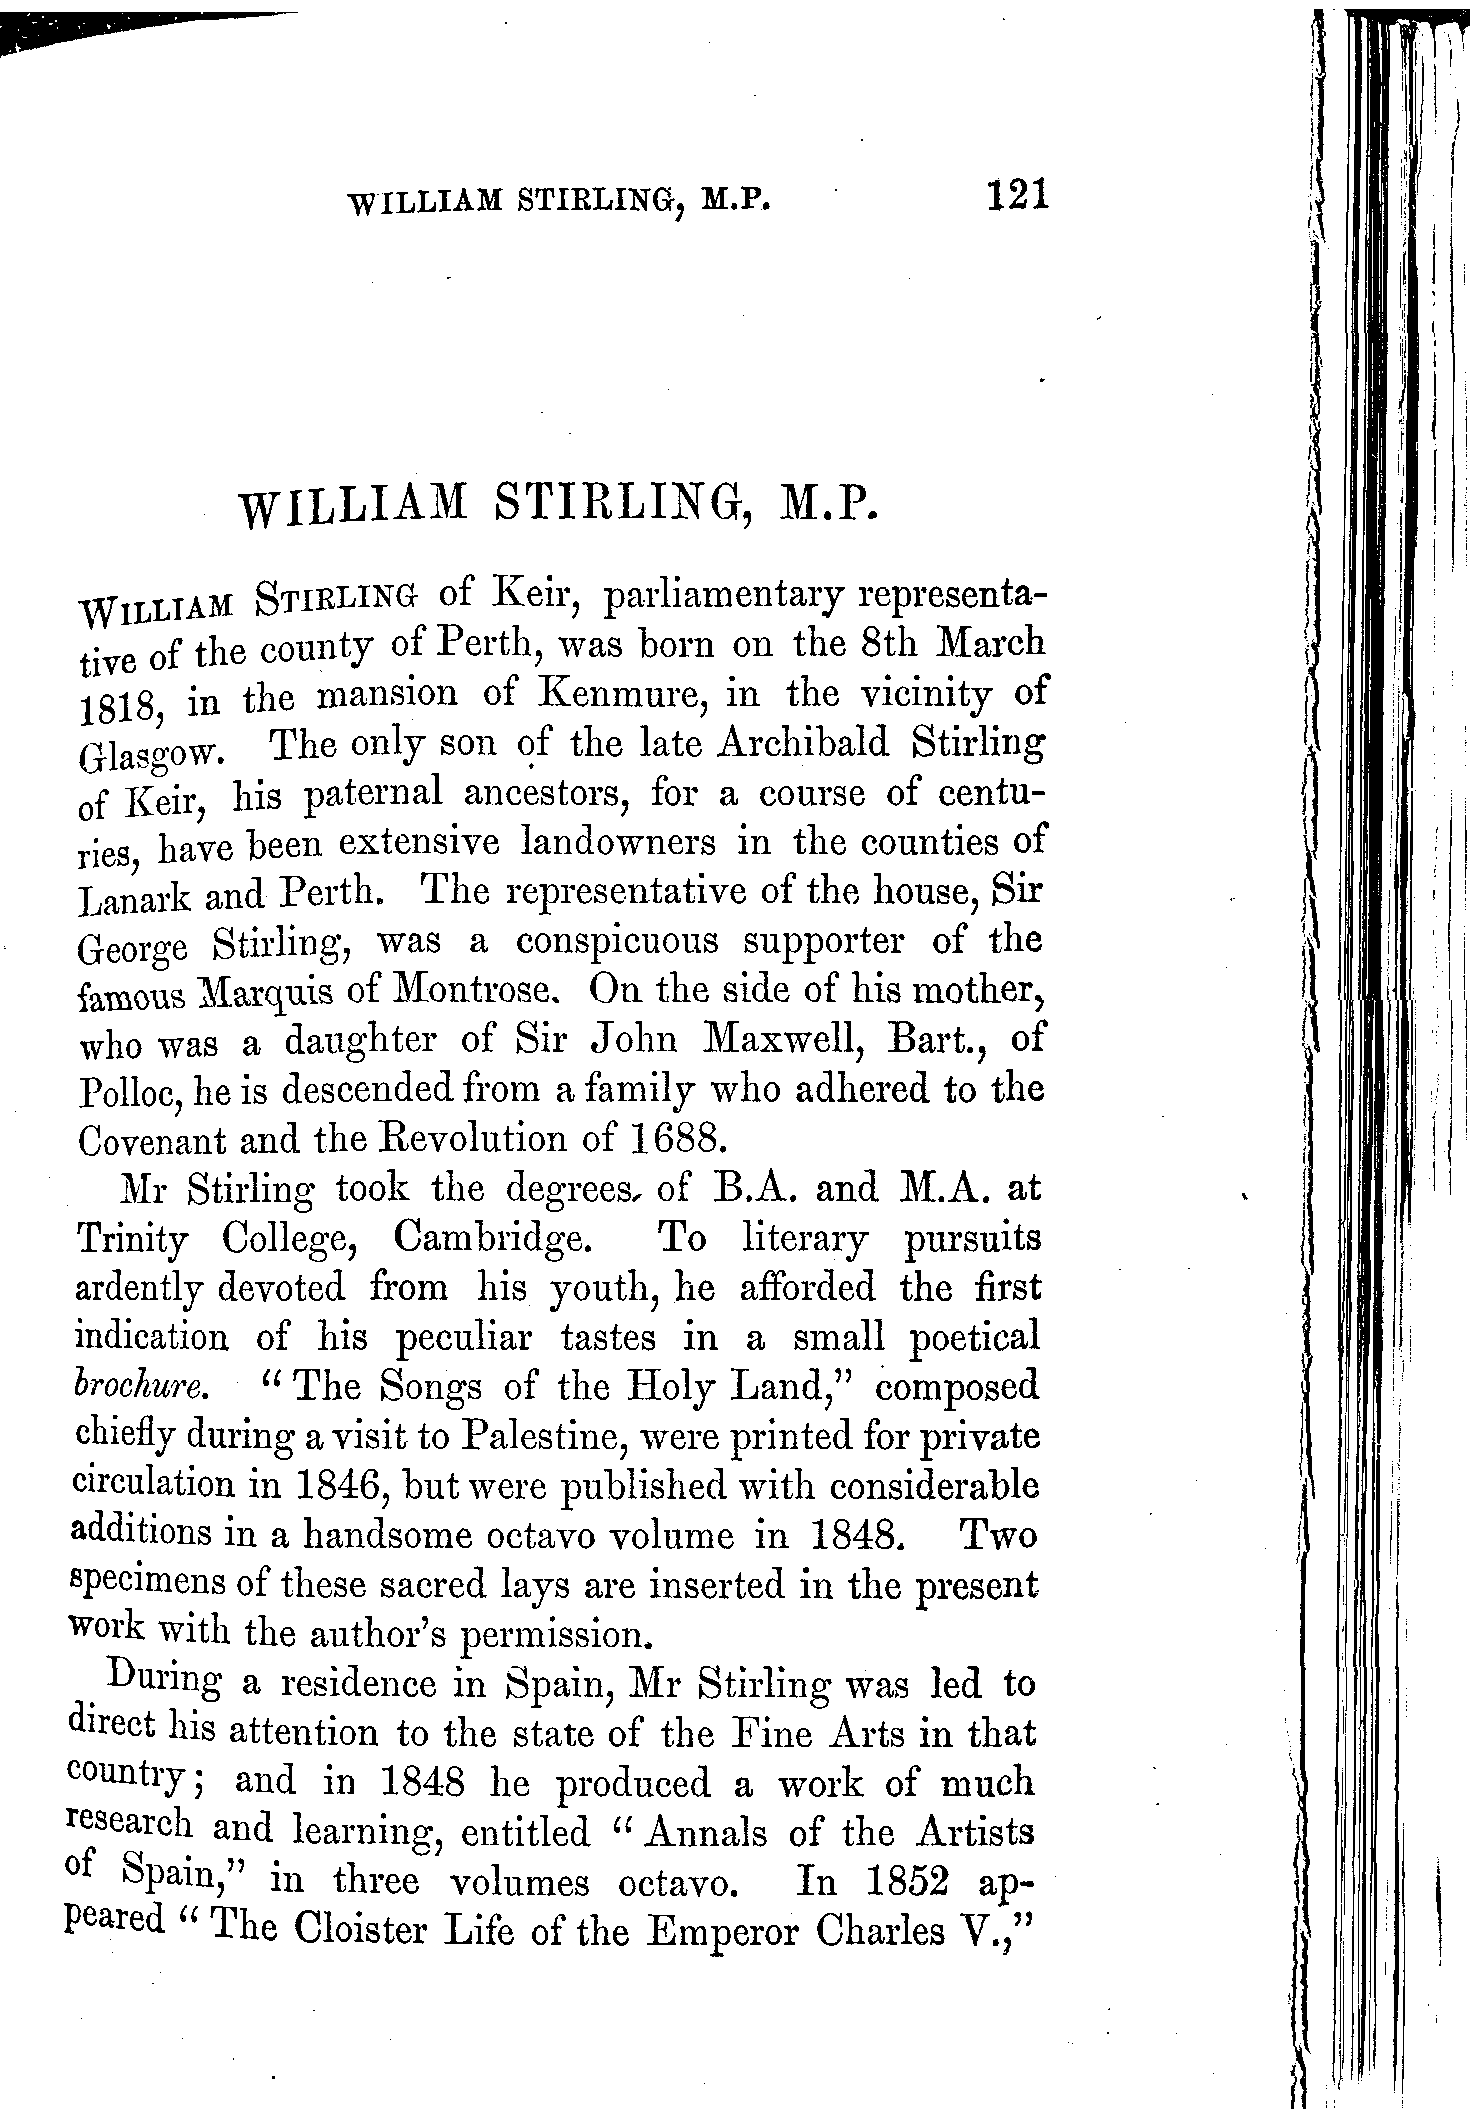 WILLIAM STIRLING, M.P. 121
WILLIAM STIRLING, M.P.
WILLIAM STIRLING of Keir, parliamentary representa-
tive of the county of Perth, was born on the 8th March
1818, in the mansion of Kenmure, in the vicinity of
Glasgow. The only son of the late Archibald Stirling
of Keir, his paternal ancestors, for a course of centu-
ries, have been extensive landowners in the counties of
Lanark and Perth. The representative of the house, Sir
George Stirling, was a conspicuous supporter of the
famous Marquis of Montrose. On the side of his mother,
who was a daughter of Sir John Maxwell, Bart., of
Polloc, he is descended from a family who adhered to the
Covenant and the Revolution of 1688.
Mr Stirling took the degrees, of B.A. and M.A. at
Trinity College, Cambridge. To literary pursuits
ardently devoted from his youth, he afforded the first
indication of his peculiar tastes in a small poetical
brochure. "The Songs of the Holy Land," composed
chiefly during a visit to Palestine, were printed for private
circulation in 1846, but were published with considerable
additions in a handsome octavo volume in 1848. Two
specimens of these sacred lays are inserted in the present
work with the author's permission.
During a residence in Spain, Mr Stirling was led to
direct his attention to the state of the Fine Arts in that
country; and in 1848 he produced a work of much
research and learning, entitled "Annals of the Artists
of Spain," in three volumes octavo. In 1852 ap-
peared "The Cloister Life of the Emperor Charles V.,"